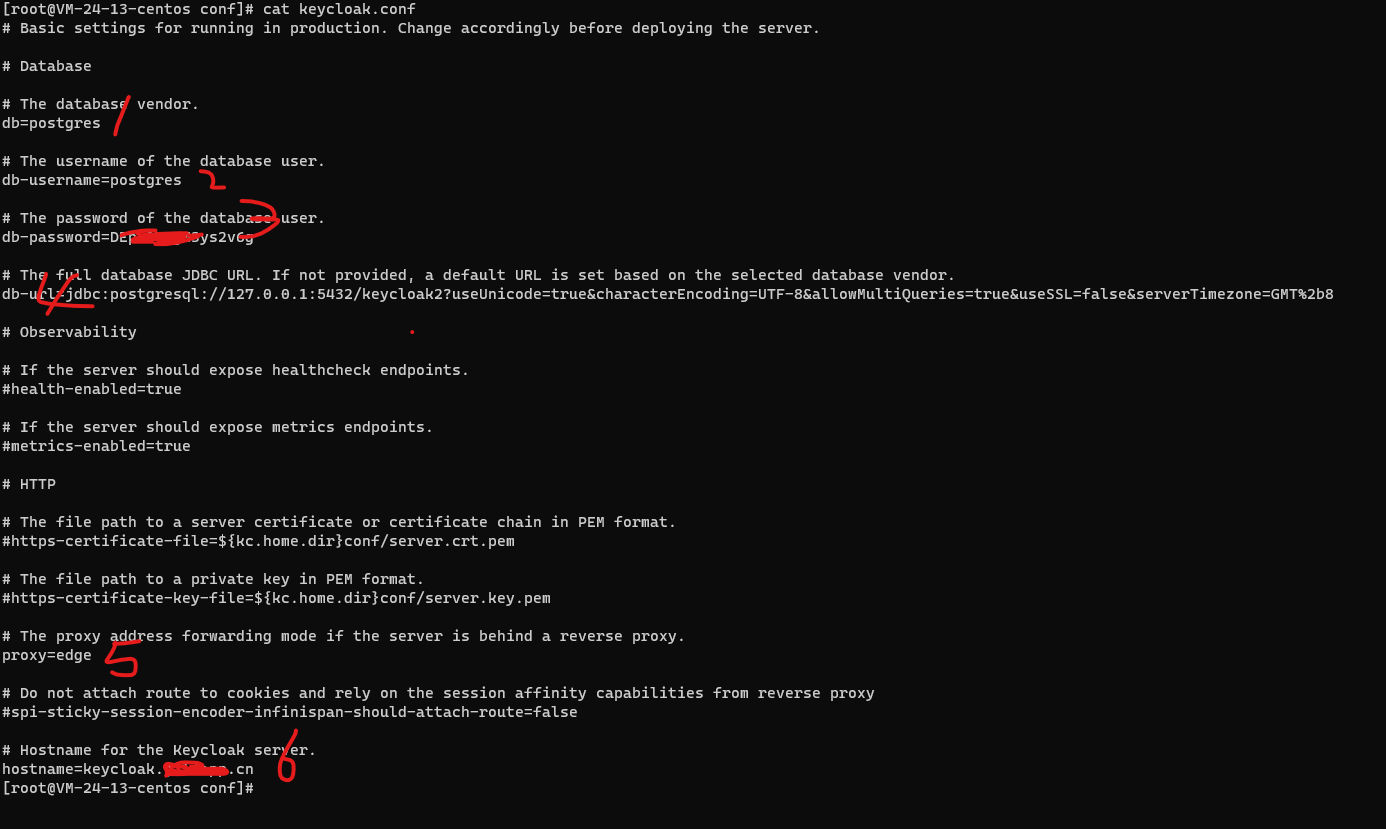 [root@VM-24-13-centos conf]# cat keycloak.conf
# Basic settings for running in production. Change accordingly before deploying the server.
# Database
# The database vendor.
db=postgres
1
# The username of the database user.
db-username=postgres
2
# The password of the database user.
3
db-password=
# The full database JDBC URL. If not provided, a default URL is set based on the selected database vendor.
4
db-url=jdbc:postgresql://127.0.0.1:5432/keycloak2?useUnicode=true&characterEncoding=UTF-8&allowMultiQueries=true&useSSL=false&serverTimezone=GMT%2b8
# Observability
# If the server should expose healthcheck endpoints.
#health-enabled=true
# If the server should expose metrics endpoints.
#metrics-enabled=true
# HTTP
# The file path to a server certificate or certificate chain in PEM format.
#https-certificate-file=${kc.home.dir}conf/server.crt.pem
# The file path to a private key in PEM format.
#https-certificate-key-file=${kc.home.dir}conf/server.key.pem
# The proxy address forwarding mode if the server is behind a reverse proxy.
proxy=edge
5
# Do not attach route to cookies and rely on the session affinity capabilities from reverse proxy
#spi-sticky-session-encoder-infinispan-should-attach-route=false
# Hostname for the Keycloak server.
6
hostname=keycloak. .cn
[root@VM-24-13-centos conf]#